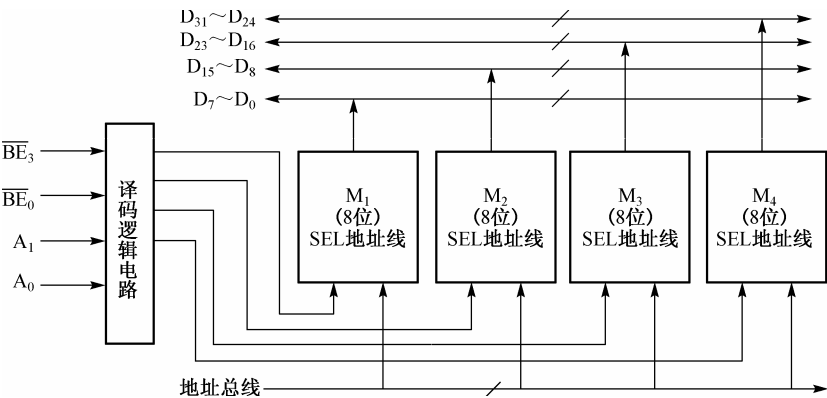 D31～D24
D23～D16
D15～D8
D7～D0
BE3
BE0
A1
A0
译码逻辑电路
M1
(8位)
SEL地址线
M2
(8位)
SEL地址线
M3
(8位)
SEL地址线
M4
(8位)
SEL地址线
地址总线